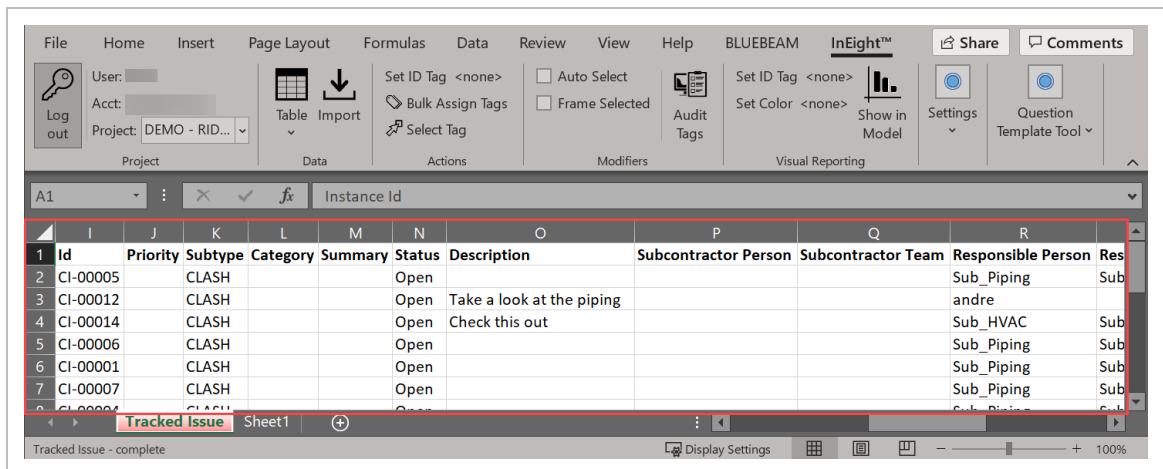 File Home Insert Page Layout Formulas Data Review View Help BLUEBEAM InEight™ Share Comments
User: Set ID Tag <none> Auto Select Set ID Tag <none>
Acct: Bulk Assign Tags Frame Selected Set Color <none>
Log out Project: DEMO - RID... Table Import Select Tag Audit Tags Show in Model Settings Question Template Tool
Project Data Actions Modifiers Visual Reporting
A1 fx Instance Id
I J K L M N O P Q R
1 Id Priority Subtype Category Summary Status Description Subcontractor Person Subcontractor Team Responsible Person Res
2 CI-00005 CLASH Open Sub_Piping Sub
3 CI-00012 CLASH Open Take a look at the piping andre
4 CI-00014 CLASH Open Check this out Sub_HVAC Sub
5 CI-00006 CLASH Open Sub_Piping Sub
6 CI-00001 CLASH Open Sub_Piping Sub
7 CI-00007 CLASH Open Sub_Piping Sub
Tracked Issue Sheet1
Tracked Issue - complete Display Settings 100%